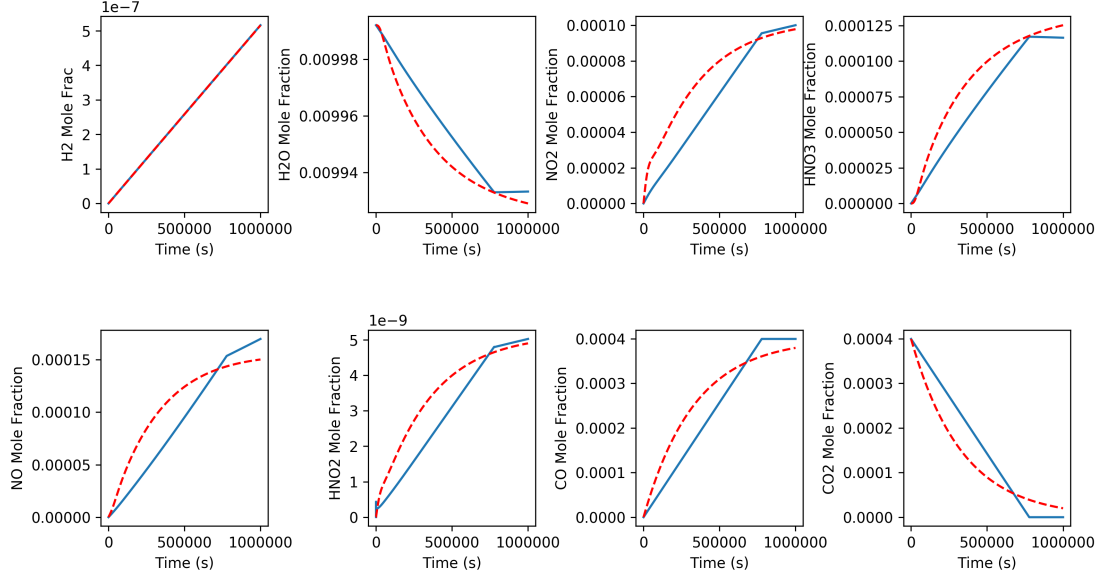 1e−7
H2 Mole Frac
5
4
3
2
1
0
0 500000 1000000
Time (s)
H2O Mole Fraction
0.00998
0.00996
0.00994
0 500000 1000000
Time (s)
NO2 Mole Fraction
0.00010
0.00008
0.00006
0.00004
0.00002
0.00000
0 500000 1000000
Time (s)
HNO3 Mole Fraction
0.000125
0.000100
0.000075
0.000050
0.000025
0.000000
0 500000 1000000
Time (s)
NO Mole Fraction
0.00015
0.00010
0.00005
0.00000
0 500000 1000000
Time (s)
1e−9
HNO2 Mole Fraction
5
4
3
2
1
0
0 500000 1000000
Time (s)
CO Mole Fraction
0.0004
0.0003
0.0002
0.0001
0.0000
0 500000 1000000
Time (s)
CO2 Mole Fraction
0.0004
0.0003
0.0002
0.0001
0.0000
0 500000 1000000
Time (s)